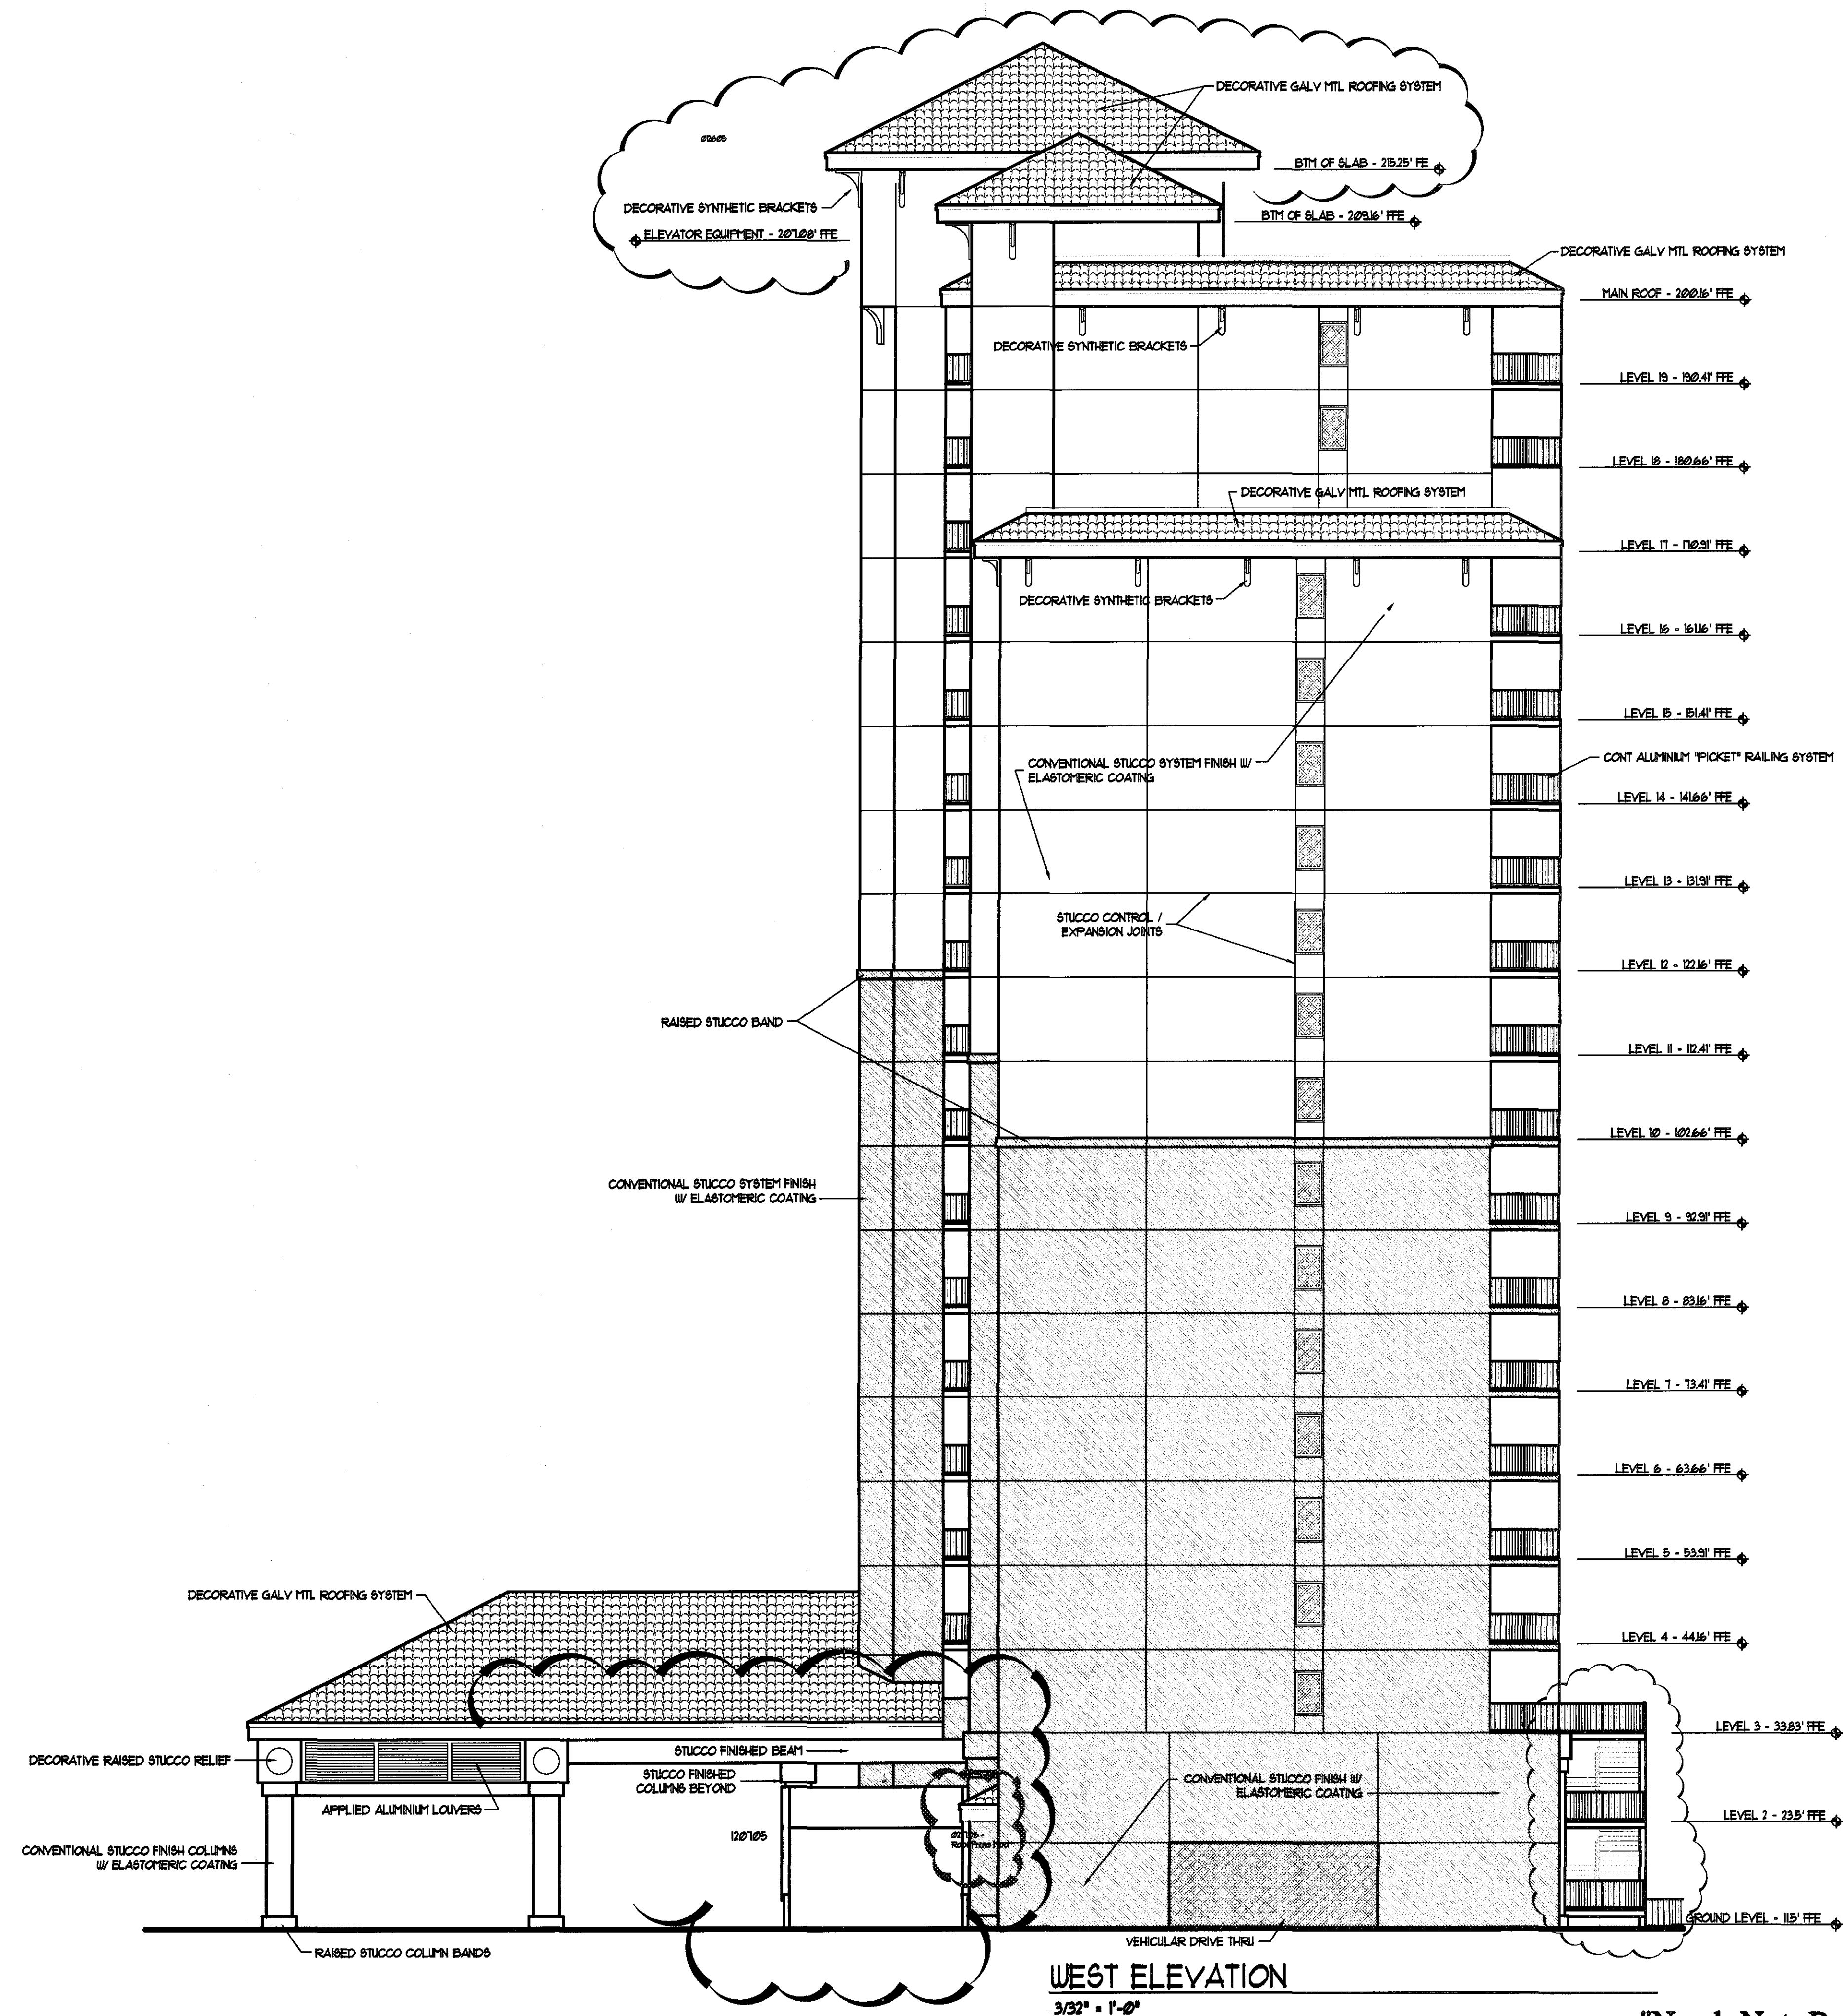 DECORATIVE GALV MTL ROOFING SYSTEM
012605
BTM OF SLAB - 215.25' FE
DECORATIVE SYNTHETIC BRACKETS
BTM OF SLAB - 209.16' FFE
ELEVATOR EQUIPMENT - 207.08' FFE
DECORATIVE GALV MTL ROOFING SYSTEM
MAIN ROOF - 200.16' FFE
DECORATIVE SYNTHETIC BRACKETS
LEVEL 19 - 190.41' FFE
LEVEL 18 - 180.66' FFE
DECORATIVE GALV MTL ROOFING SYSTEM
LEVEL 17 - 170.91' FFE
DECORATIVE SYNTHETIC BRACKETS
LEVEL 16 - 161.16' FFE
LEVEL 15 - 151.41' FFE
CONVENTIONAL STUCCO SYSTEM FINISH W/
ELASTOMERIC COATING
CONT ALUMINIUM "PICKET" RAILING SYSTEM
LEVEL 14 - 141.66' FFE
LEVEL 13 - 131.91' FFE
STUCCO CONTROL /
EXPANSION JOINTS
LEVEL 12 - 122.16' FFE
RAISED STUCCO BAND
LEVEL 11 - 112.41' FFE
LEVEL 10 - 102.66' FFE
CONVENTIONAL STUCCO SYSTEM FINISH
W/ ELASTOMERIC COATING
LEVEL 9 - 92.91' FFE
LEVEL 8 - 83.16' FFE
LEVEL 7 - 73.41' FFE
LEVEL 6 - 63.66' FFE
LEVEL 5 - 53.91' FFE
DECORATIVE GALV MTL ROOFING SYSTEM
LEVEL 4 - 44.16' FFE
LEVEL 3 - 33.83' FFE
DECORATIVE RAISED STUCCO RELIEF
STUCCO FINISHED BEAM
STUCCO FINISHED
COLUMNS BEYOND
CONVENTIONAL STUCCO FINISH W/
ELASTOMERIC COATING
APPLIED ALUMINIUM LOUVERS
LEVEL 2 - 23.5' FFE
120705
CONVENTIONAL STUCCO FINISH COLUMNS
W/ ELASTOMERIC COATING
GROUND LEVEL - 11.5' FFE
RAISED STUCCO COLUMN BANDS
VEHICULAR DRIVE THRU
WEST ELEVATION
3/32" = 1'-0"